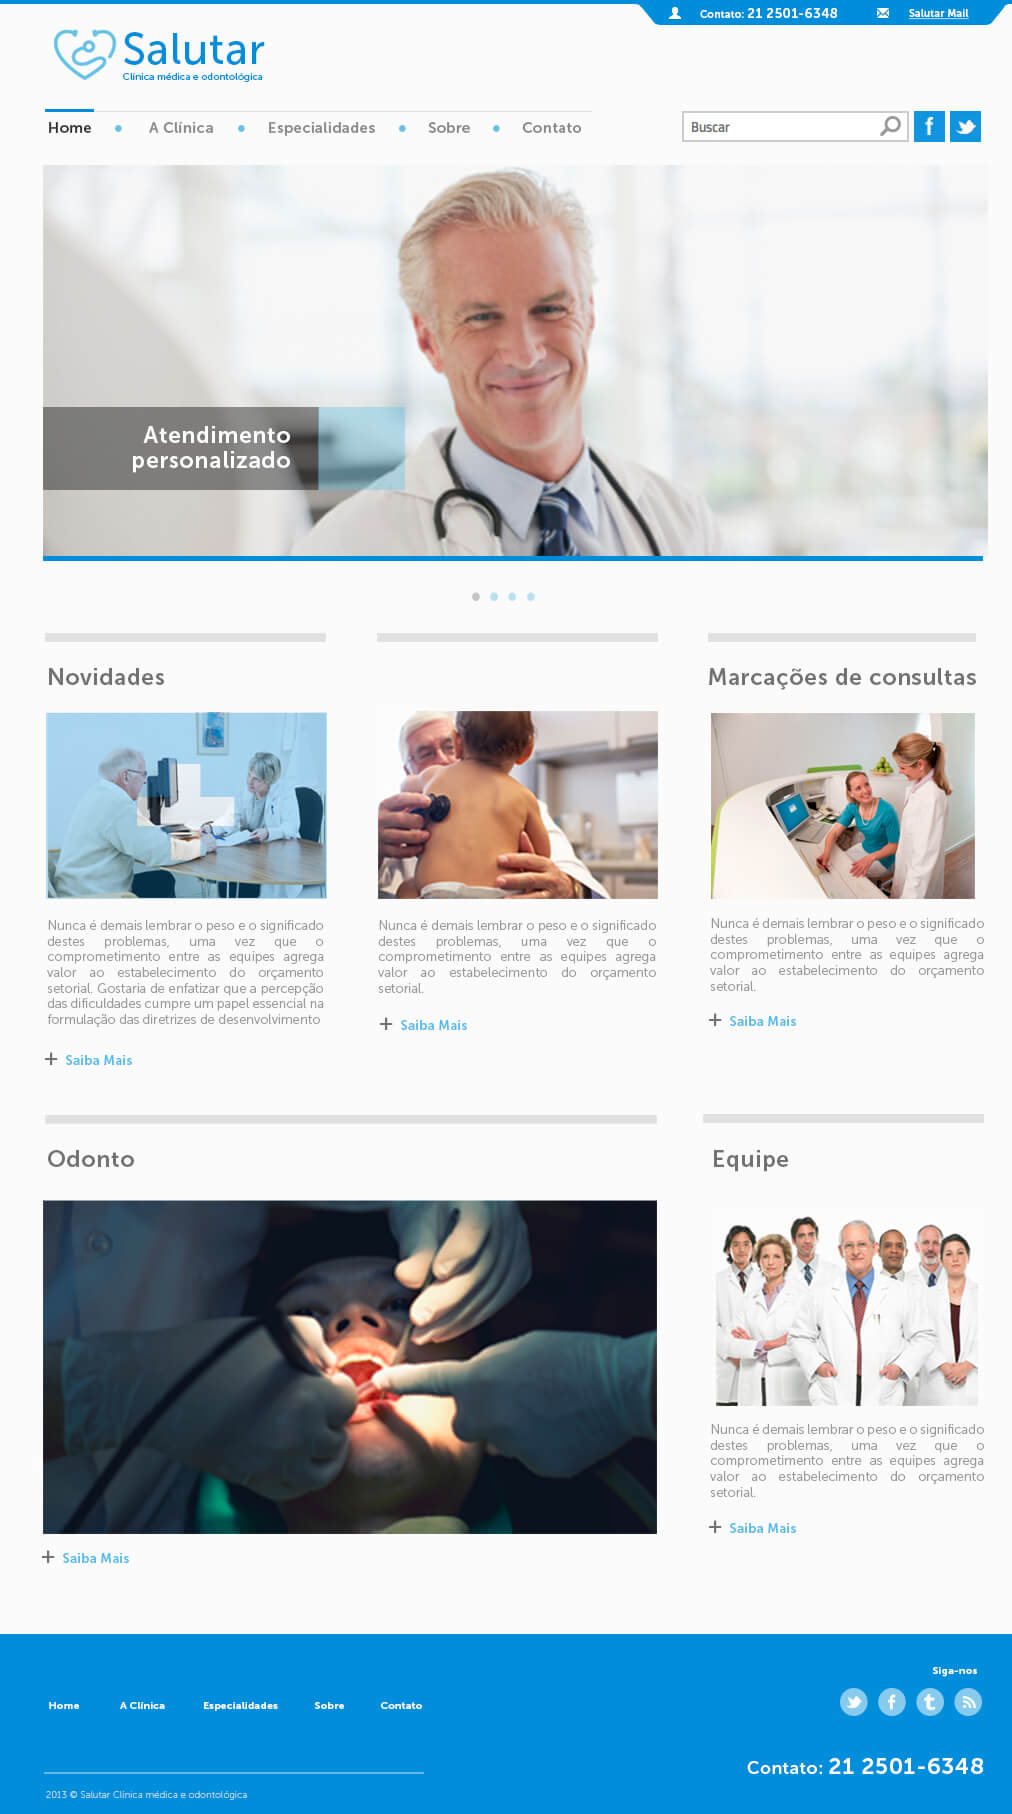 Contato: 21 2501-6348
Salutar Mail
Salutar
Clínica médica e odontológica
Home
A Clínica
Especialidades
Sobre
Contato
Buscar
f
Atendimento
personalizado
Novidades
Nunca é demais lembrar o peso e o significado
destes problemas, uma vez que o
comprometimento entre as equipes agrega
valor ao estabelecimento do orçamento
setorial. Gostaria de enfatizar que a percepção
das dificuldades cumpre um papel essencial na
formulação das diretrizes de desenvolvimento
+ Saiba Mais
Nunca é demais lembrar o peso e o significado
destes problemas, uma vez que o
comprometimento entre as equipes agrega
valor ao estabelecimento do orçamento
setorial.
+ Saiba Mais
Marcações de consultas
Nunca é demais lembrar o peso e o significado
destes problemas, uma vez que o
comprometimento entre as equipes agrega
valor ao estabelecimento do orçamento
setorial.
+ Saiba Mais
Odonto
+ Saiba Mais
Equipe
Nunca é demais lembrar o peso e o significado
destes problemas, uma vez que o
comprometimento entre as equipes agrega
valor ao estabelecimento do orçamento
setorial.
+ Saiba Mais
Siga-nos
Home
A Clínica
Especialidades
Sobre
Contato
f
t
Contato: 21 2501-6348
2013 © Salutar Clínica médica e odontológica